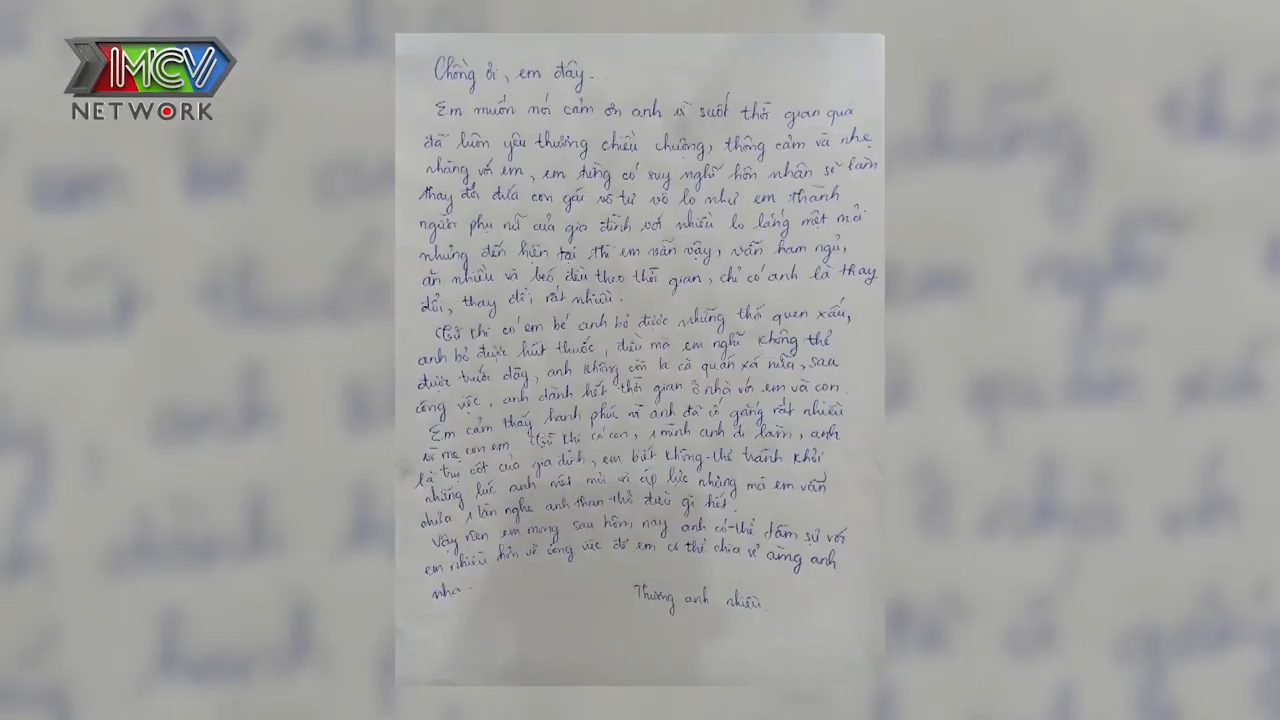 MCV
NETWORK
Chồng ơi, em đây...
Em muốn nói cảm ơn anh vì suốt thời gian qua
đã luôn yêu thương chiều chuộng, thông cảm và nhẹ
nhàng với em, em từng có suy nghĩ hôn nhân sẽ làm
thay đổi đứa con gái vô tư vô lo như em thành
người phụ nữ của gia đình với nhiều lo lắng mệt mỏi
nhưng đến hiện tại thì em vẫn vậy, vẫn ham ngủ,
ăn nhiều và béo đều theo thời gian, chỉ có anh là thay
đổi, thay đổi rất nhiều.
Từ khi có em bé anh bỏ được những thói quen xấu,
anh bỏ được hút thuốc, điều mà em nghĩ không thể
được trước đây, anh không còn la cà quán xá nữa, sau
công việc, anh dành hết thời gian ở nhà với em và con.
Em cảm thấy hạnh phúc vì anh đã cố gắng rất nhiều
vì mẹ con em. Từ khi có con, 1 mình anh đi làm, anh
là trụ cột của gia đình, em biết không thể tránh khỏi
những lúc anh mệt mỏi và áp lực nhưng mà em vẫn
chưa 1 lần nghe anh than thở điều gì hết.
Vậy nên em mong sau hôm nay anh có thể tâm sự với
em nhiều hơn về công việc để em có thể chia sẻ cùng anh
nha.
Thương anh nhiều.